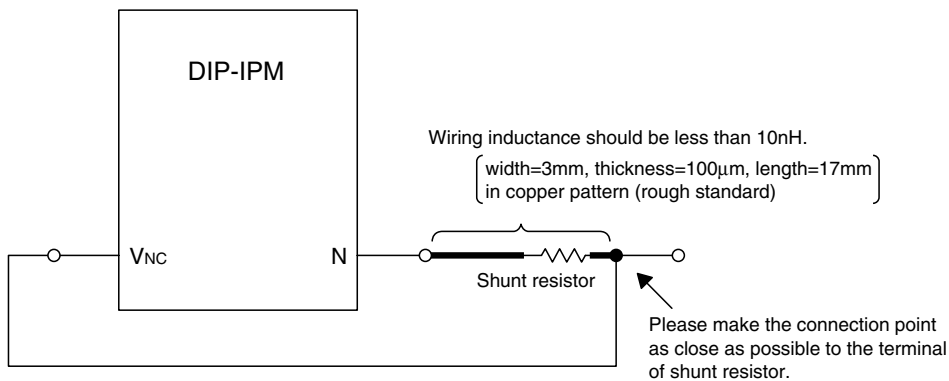 DIP-IPM
Wiring inductance should be less than 10nH.
width=3mm, thickness=100μm, length=17mm
in copper pattern (rough standard)
VNC
N
Shunt resistor
Please make the connection point
as close as possible to the terminal
of shunt resistor.